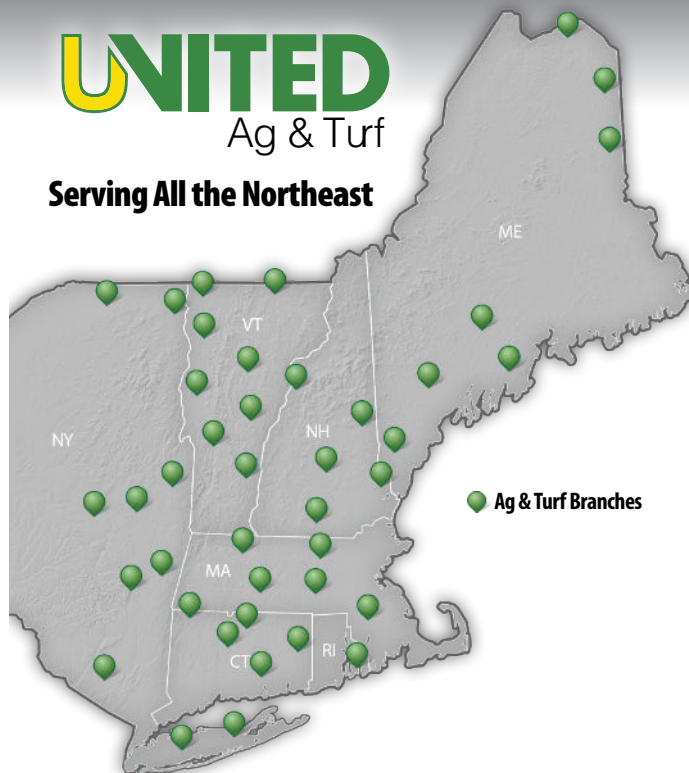 UNITED
Ag & Turf
Serving All the Northeast
ME
VT
NY
NH
Ag & Turf Branches
MA
CT
RI